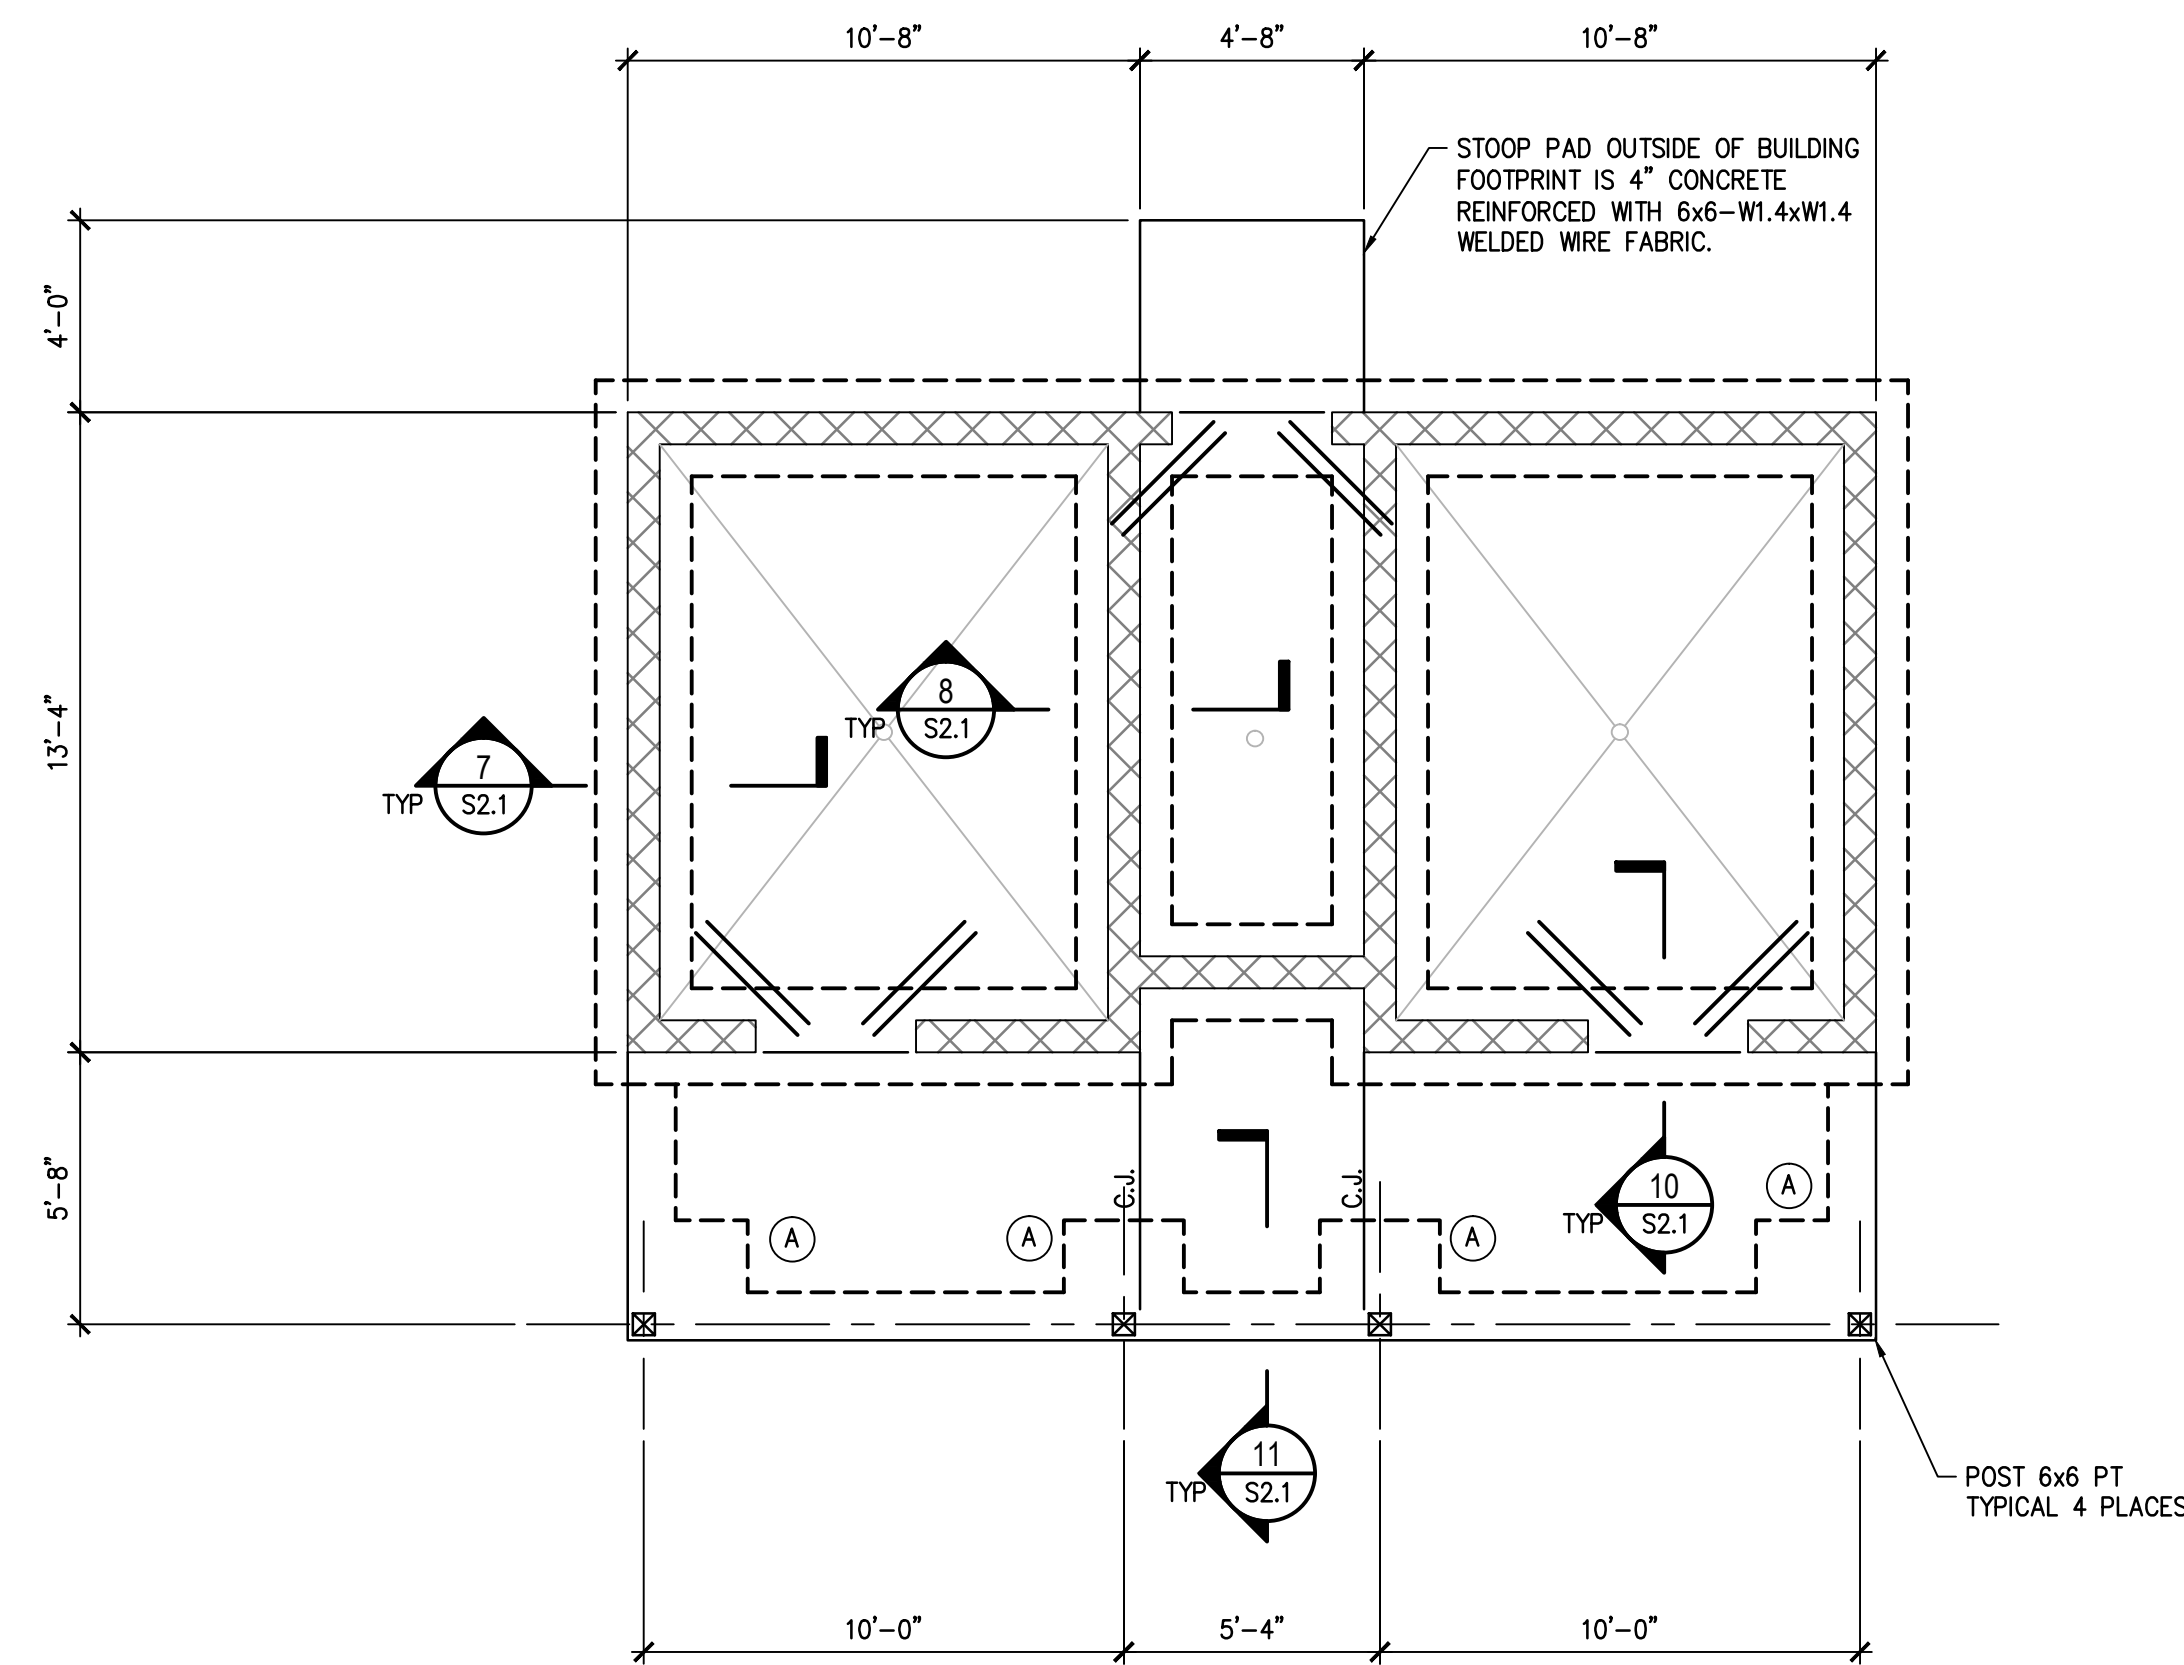 10'-8"
4'-8"
10'-8"
STOOP PAD OUTSIDE OF BUILDING
FOOTPRINT IS 4" CONCRETE
REINFORCED WITH 6x6-W1.4xW1.4
WELDED WIRE FABRIC.
4'-0"
13'-4"
8
TYP
S2.1
7
TYP
S2.1
5'-8"
C.J.
C.J.
10
TYP
S2.1
A
A
A
A
11
TYP
S2.1
POST 6x6 PT
TYPICAL 4 PLACES
10'-0"
5'-4"
10'-0"